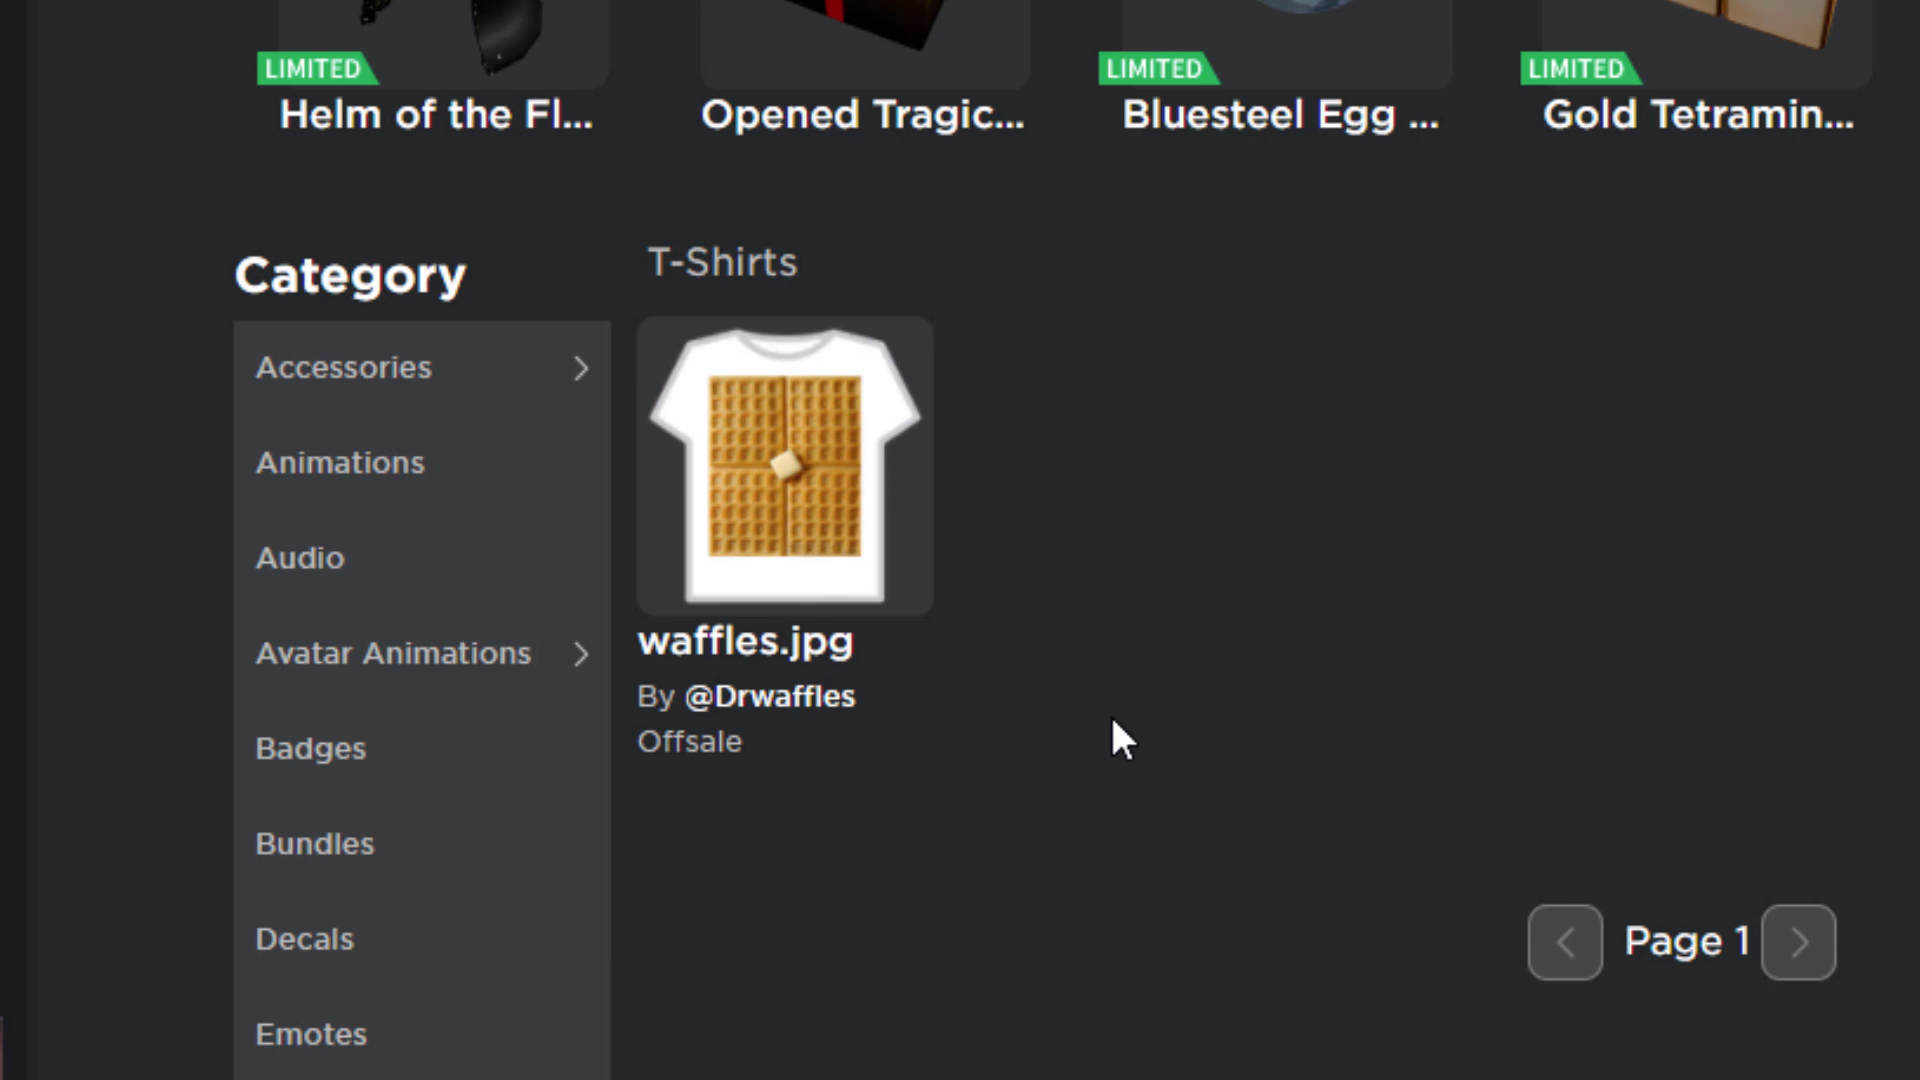 LIMITED
LIMITED
LIMITED
Helm of the Fl...
Opened Tragic...
Bluesteel Egg ...
Gold Tetramin...
Category
T-Shirts
Accessories
Animations
Audio
Avatar Animations
Badges
Bundles
Decals
Emotes
waffles.jpg
By @Drwaffles
Offsale
Page 1